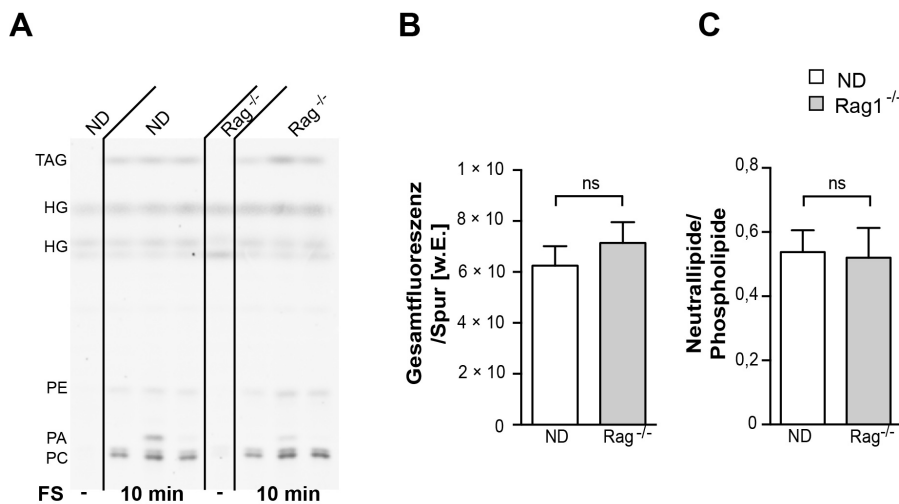 A
ND
ND
Rag -/-
Rag -/-
TAG
HG
HG
PE
PA
PC
FS - 10 min - 10 min
B
Gesamtfluoreszenz
/Spur [w.E.]
1 × 10
8 × 10
6 × 10
4 × 10
2 × 10
0
ns
ND Rag-/-
C
ND
Rag1-/-
Neutrallipide/
Phospholipide
0,8
0,6
0,4
0,2
0
ns
ND Rag-/-